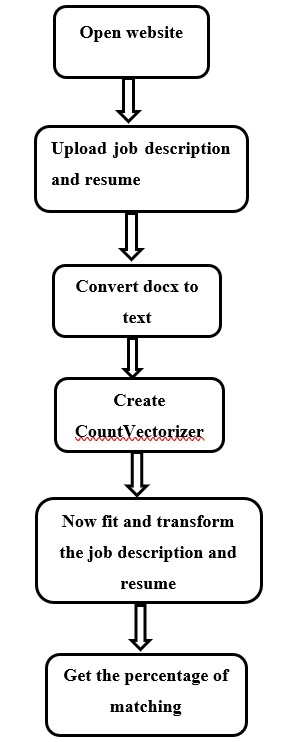 Open website
Upload job description
and resume
Convert docx to
text
Create
CountVectorizer
Now fit and transform
the job description and
resume
Get the percentage of
matching